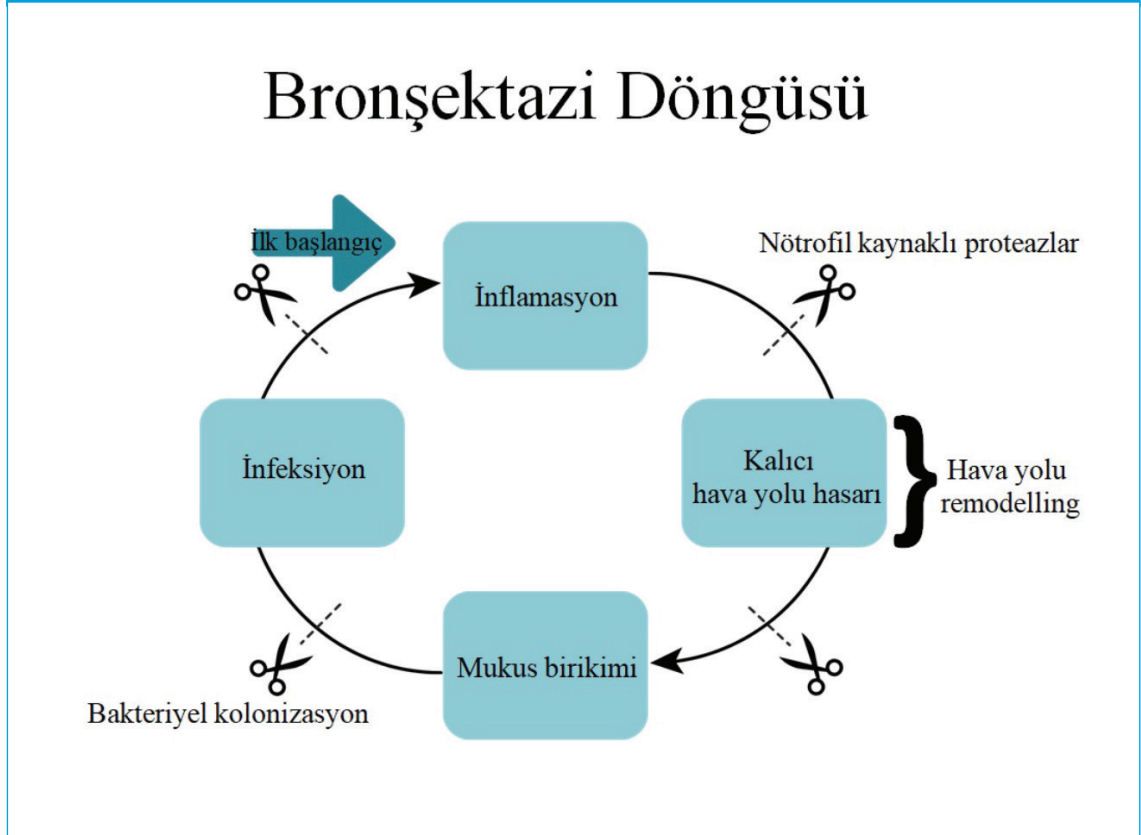 Bronşektazi Döngüsü
İlk başlangıç
İnflamasyon
Nötrofil kaynaklı proteazlar
Kalıcı
hava yolu hasarı
Hava yolu
remodelling
Mukus birikimi
Bakteriyel kolonizasyon
İnfeksiyon